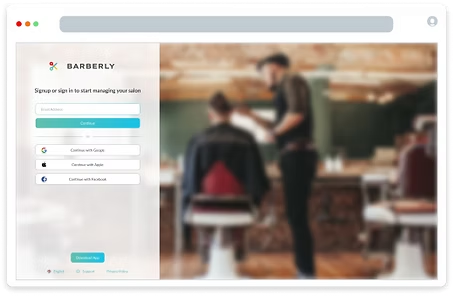 BARBERLY
Signup or sign in to start managing your salon
Email Address
Continue
or
Continue with Google
Continue with Apple
Continue with Facebook
Download App
English
Support
Privacy Policy